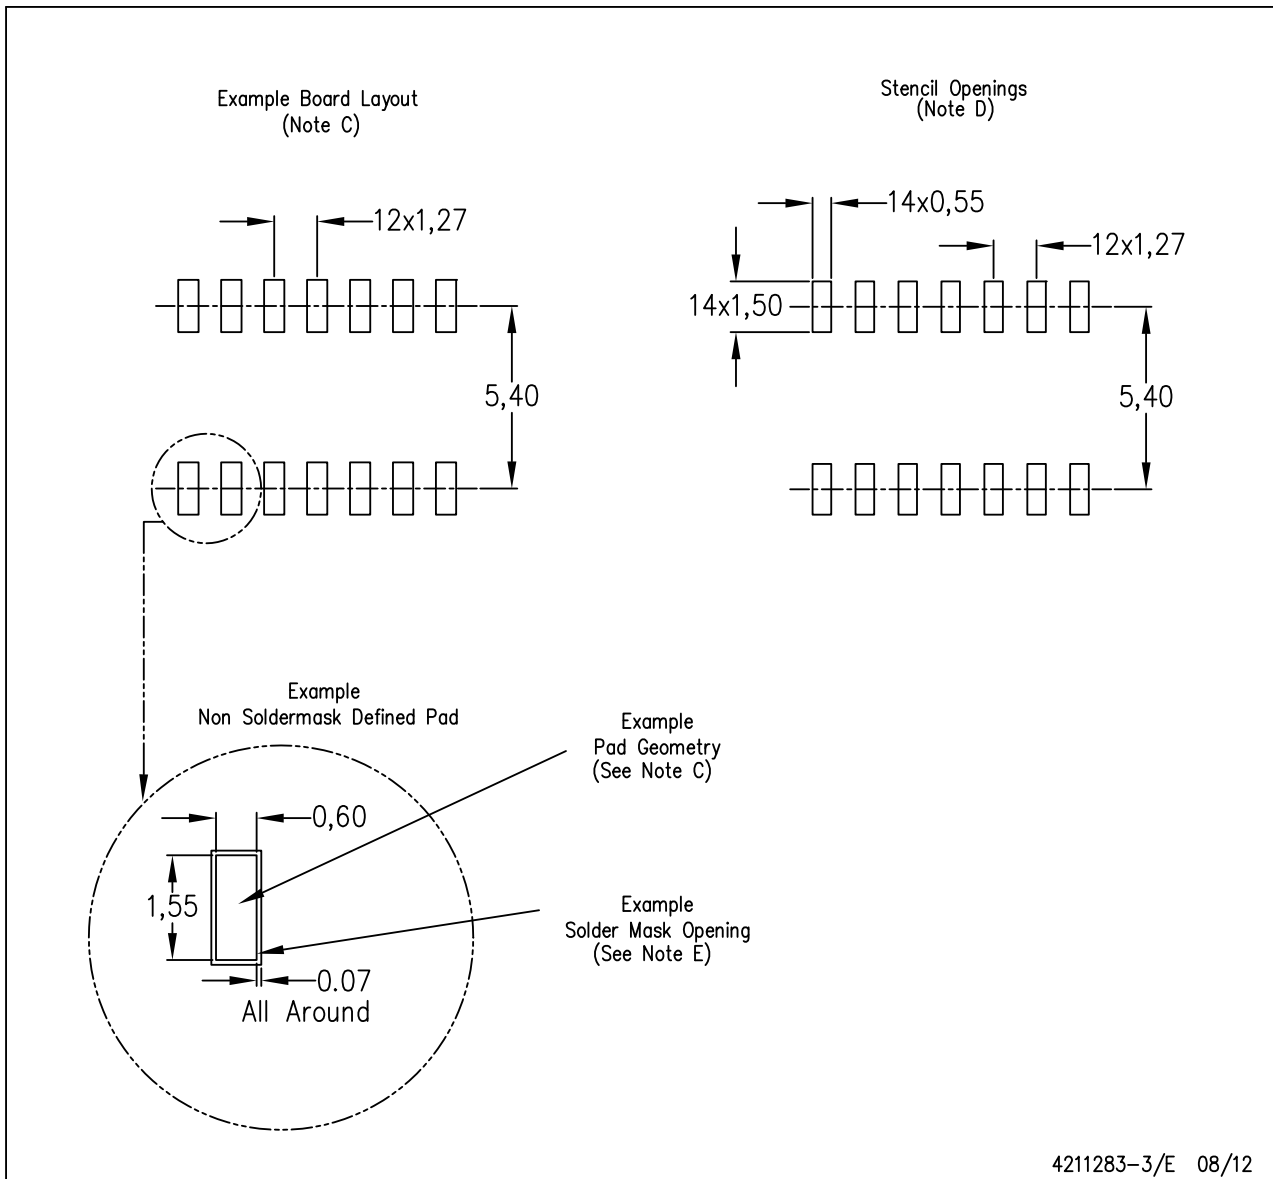 Example Board Layout
(Note C)
Stencil Openings
(Note D)
12x1,27
14x0,55
12x1,27
14x1,50
5,40
5,40
Example
Non Soldermask Defined Pad
Example
Pad Geometry
(See Note C)
0,60
1,55
Example
Solder Mask Opening
(See Note E)
0.07
All Around
4211283-3/E 08/12